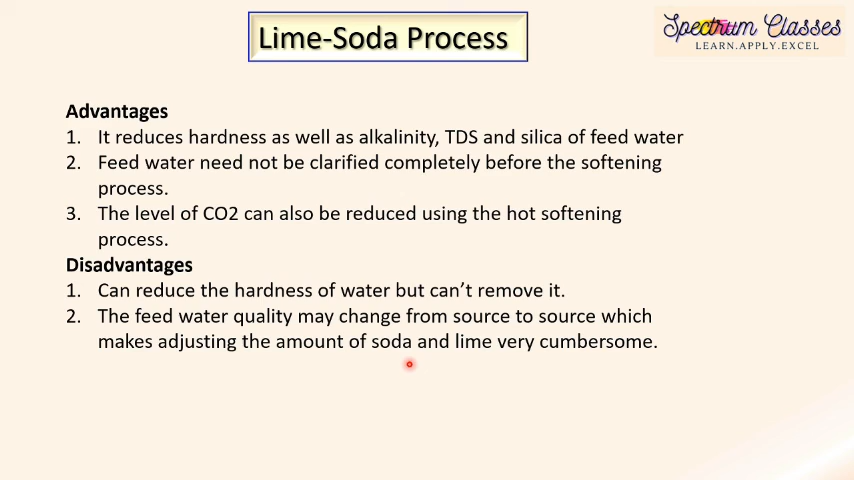 Lime-Soda Process
Spectrum Classes
LEARN.APPLY.EXCEL
Advantages
1. It reduces hardness as well as alkalinity, TDS and silica of feed water
2. Feed water need not be clarified completely before the softening
process.
3. The level of CO2 can also be reduced using the hot softening
process.
Disadvantages
1. Can reduce the hardness of water but can’t remove it.
2. The feed water quality may change from source to source which
makes adjusting the amount of soda and lime very cumbersome.